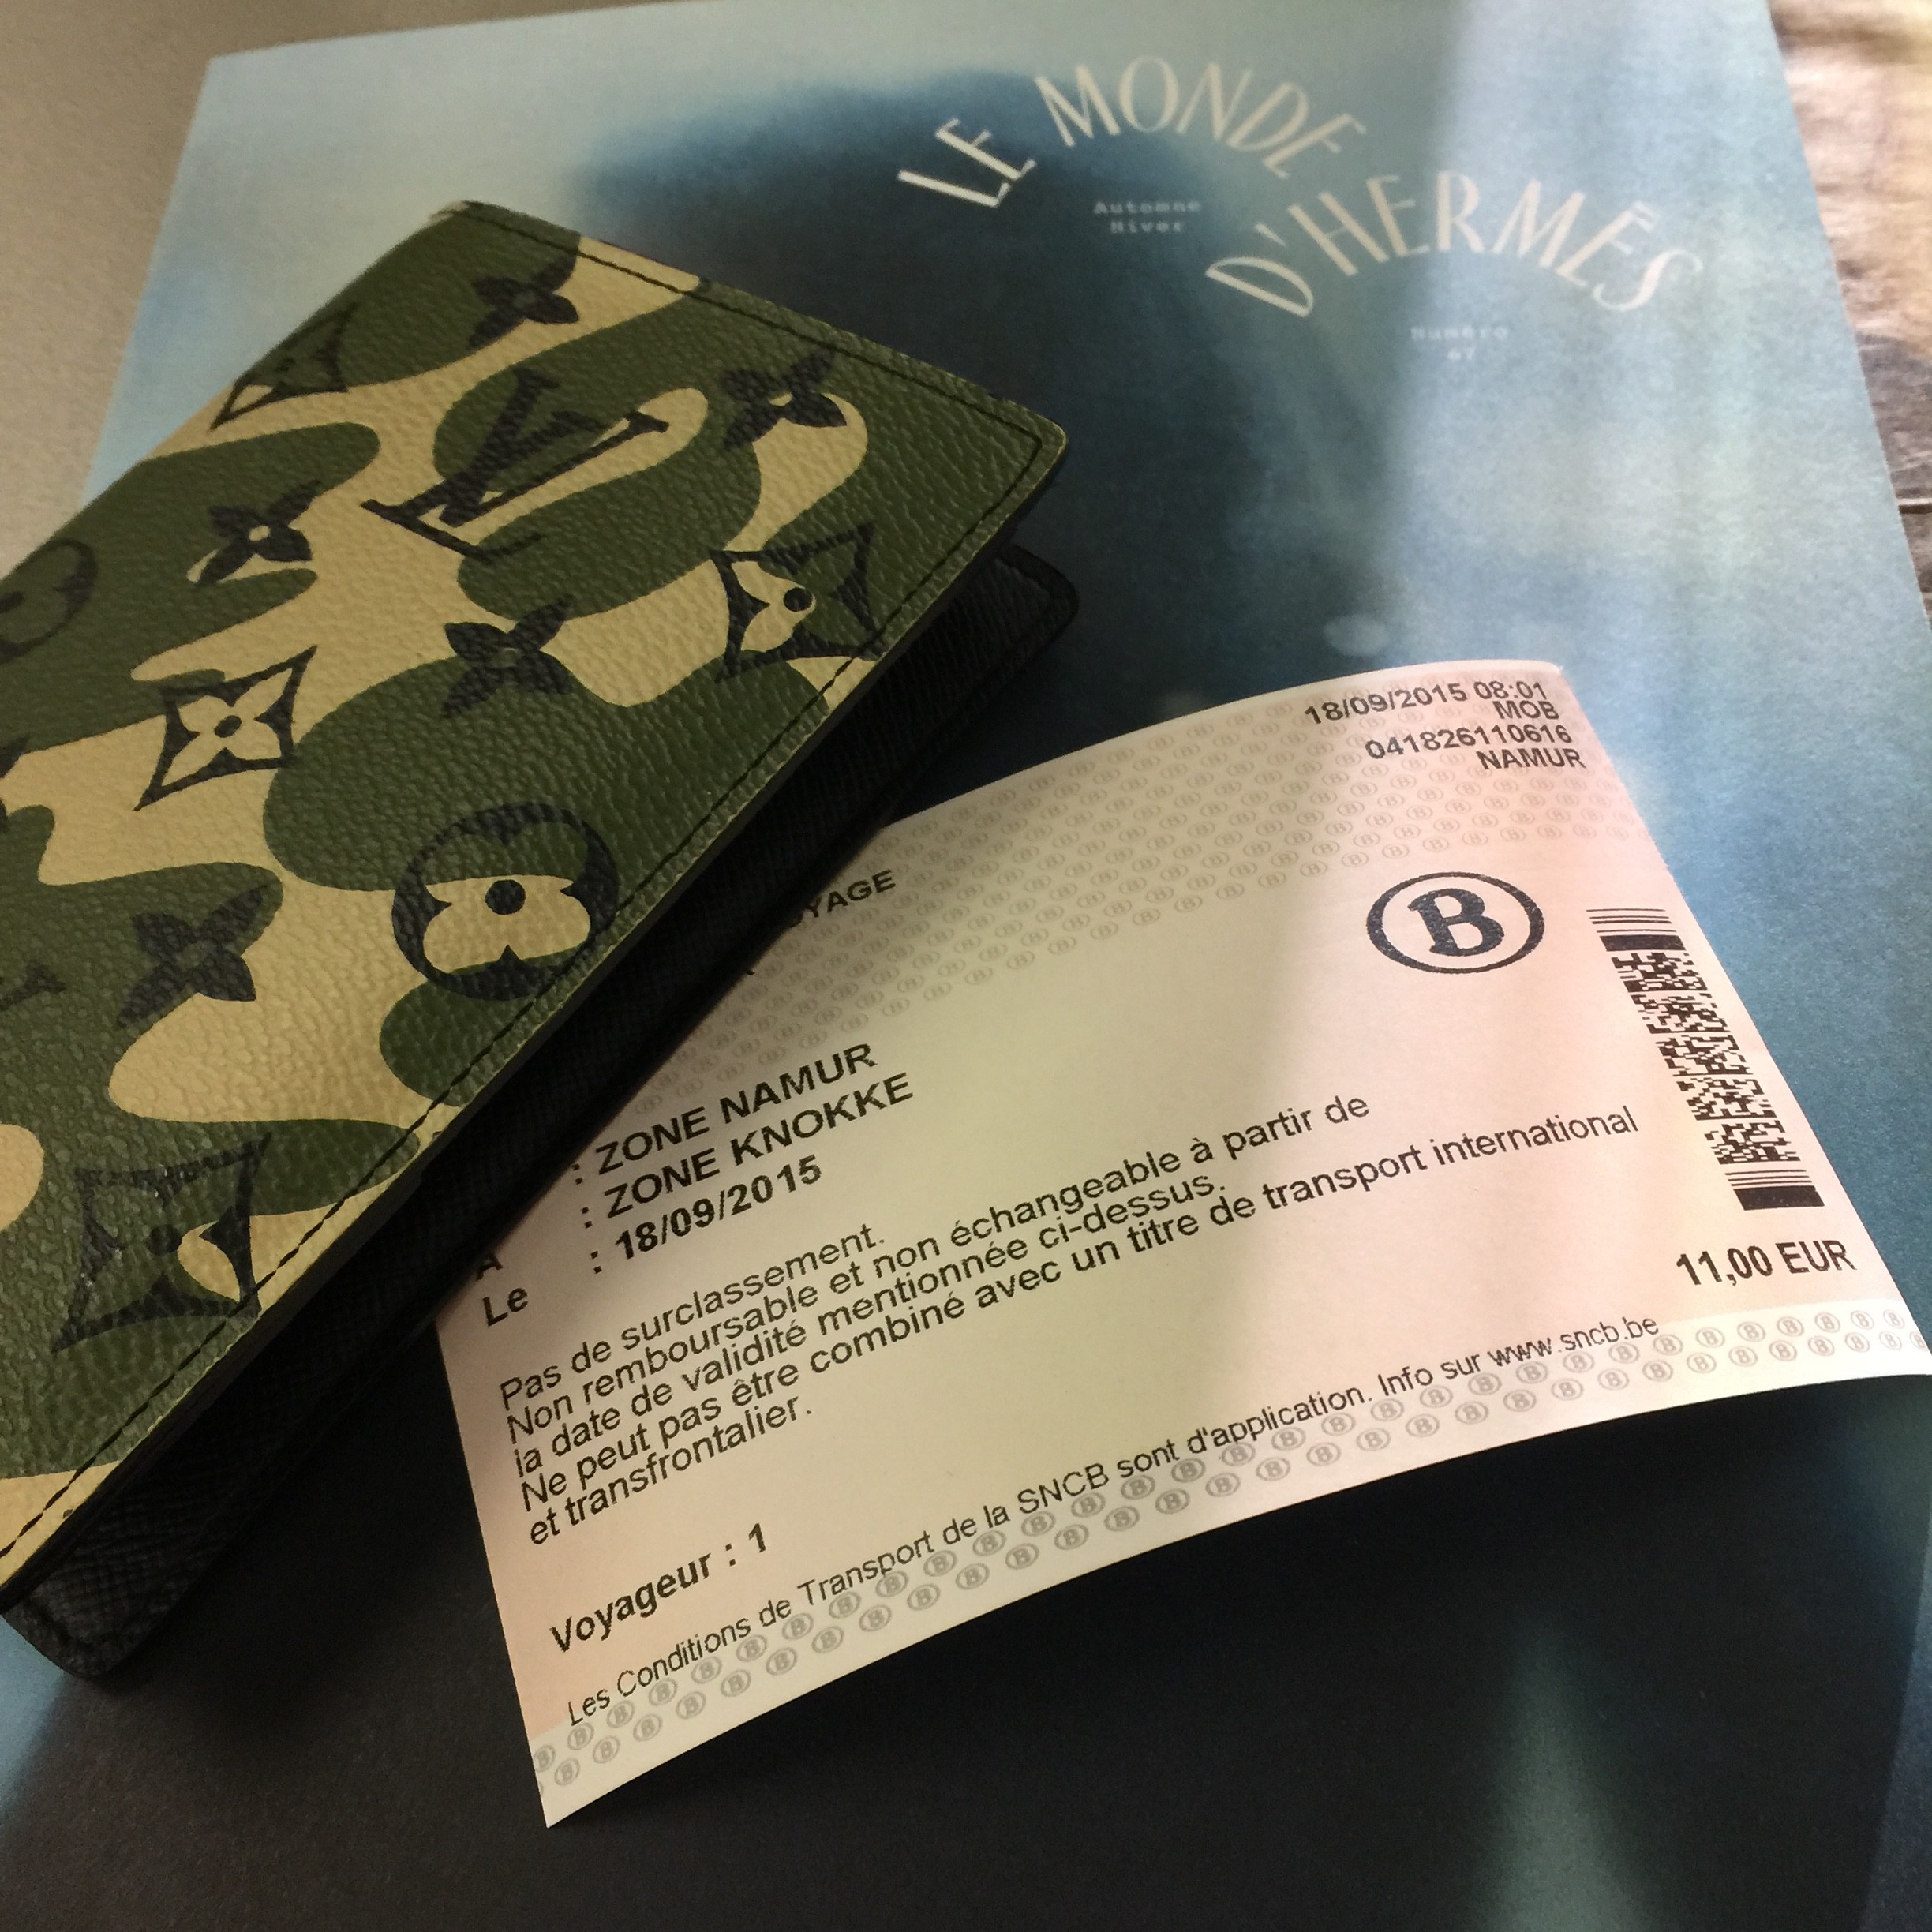 LE MONDE
D'HERMÈS
Automne
Hiver
Numéro
67
18/09/2015 08:01
MOB
041826110616
NAMUR
B
: ZONE NAMUR
A : ZONE KNOKKE
Le : 18/09/2015
Pas de surclassement.
Non remboursable et non échangeable à partir de
la date de validité mentionnée ci-dessus.
Ne peut pas être combiné avec un titre de transport international
et transfrontalier.
11,00 EUR
Voyageur : 1
Les Conditions de Transport de la SNCB sont d'application. Info sur www.sncb.be
LV